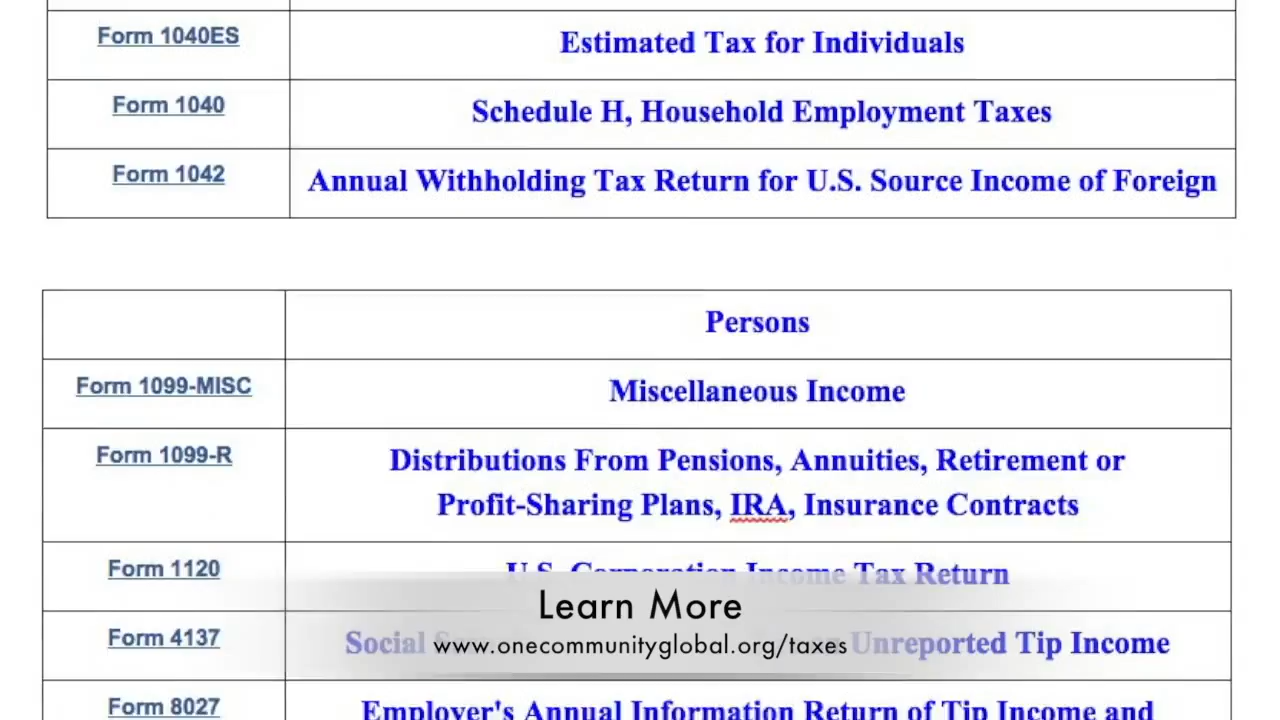 Form 1040ES Estimated Tax for Individuals
Form 1040 Schedule H, Household Employment Taxes
Form 1042 Annual Withholding Tax Return for U.S. Source Income of Foreign
Persons
Form 1099-MISC Miscellaneous Income
Form 1099-R Distributions From Pensions, Annuities, Retirement or
Profit-Sharing Plans, IRA, Insurance Contracts
Form 1120 U.S. Corporation Income Tax Return
Learn More
Form 4137 Social Unreported Tip Income
www.onecommunityglobal.org/taxes
Form 8027 Employer's Annual Information Return of Tip Income and